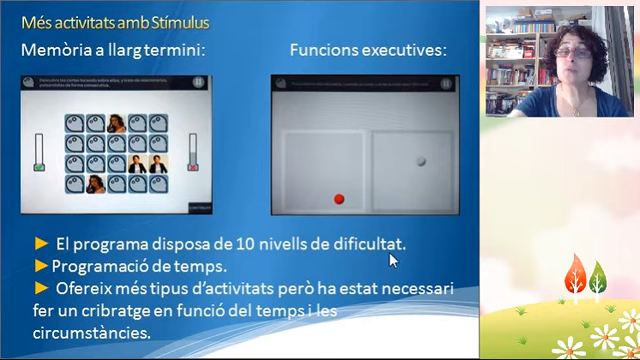 Més activitats amb Stímulus
Memòria a llarg termini:
Funcions executives:
► El programa disposa de 10 nivells de dificultat.
►Programació de temps.
► Ofereix més tipus d’activitats però ha estat necessari
fer un cribratge en funció del temps i les
circumstàncies.